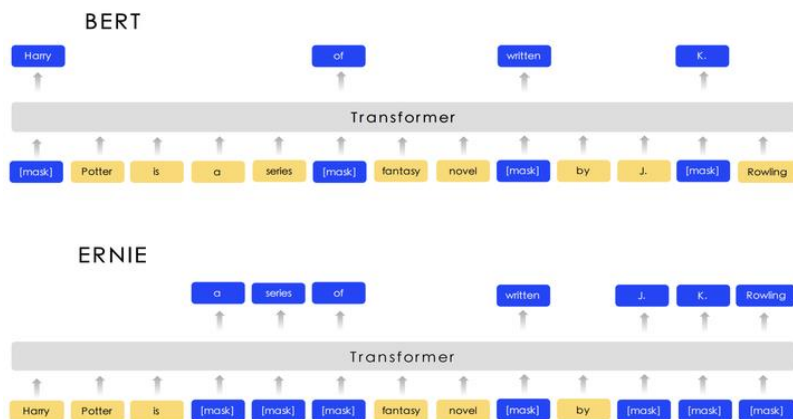 BERT
Harry of written K.
Transformer
[mask] Potter is a series [mask] fantasy novel [mask] by J. [mask] Rowling
ERNIE
a series of written J. K. Rowling
Transformer
Harry Potter is [mask] [mask] [mask] fantasy novel [mask] by [mask] [mask] [mask]